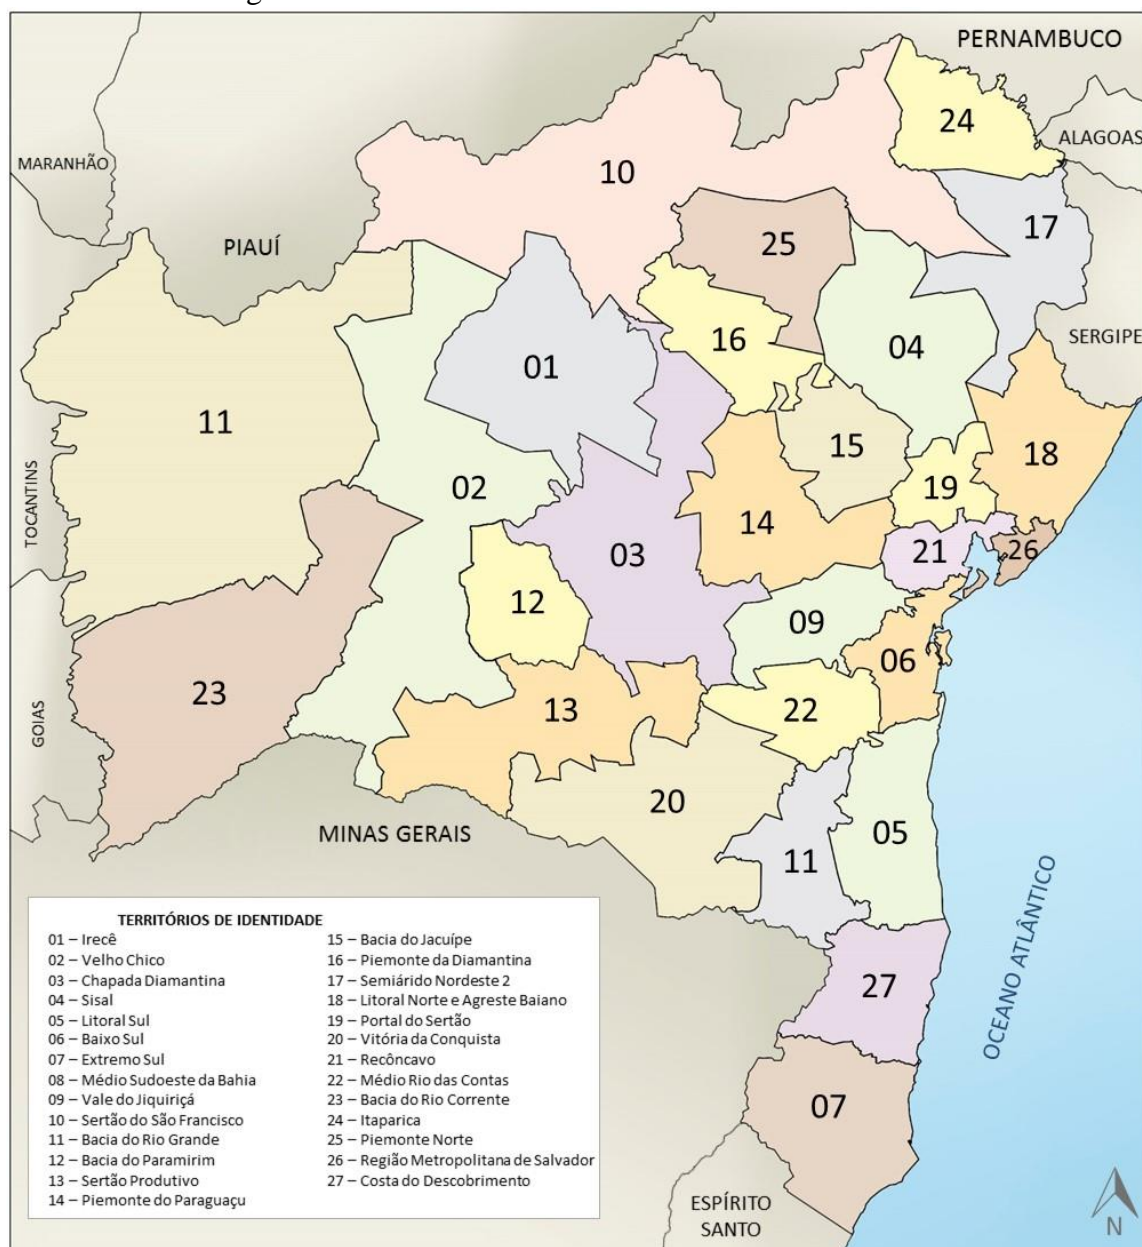 PERNAMBUCO
24
ALAGOAS
MARANHÃO
10
17
PIAUÍ
25
16
04
SERGIPE
01
11
15
18
02
19
TOCANTINS
14
21
26
03
12
09
06
23
22
13
GOIAS
20
MINAS GERAIS
05
11
OCEANO ATLÂNTICO
27
07
ESPÍRITO
SANTO
N
TERRITÓRIOS DE IDENTIDADE
01 – Irecê
02 – Velho Chico
03 – Chapada Diamantina
04 – Sisal
05 – Litoral Sul
06 – Baixo Sul
07 – Extremo Sul
08 – Médio Sudoeste da Bahia
09 – Vale do Jiquiriçá
10 – Sertão do São Francisco
11 – Bacia do Rio Grande
12 – Bacia do Paramirim
13 – Sertão Produtivo
14 – Piemonte do Paraguaçu
15 – Bacia do Jacuípe
16 – Piemonte da Diamantina
17 – Semiárido Nordeste 2
18 – Litoral Norte e Agreste Baiano
19 – Portal do Sertão
20 – Vitória da Conquista
21 – Recôncavo
22 – Médio Rio das Contas
23 – Bacia do Rio Corrente
24 – Itaparica
25 – Piemonte Norte
26 – Região Metropolitana de Salvador
27 – Costa do Descobrimento